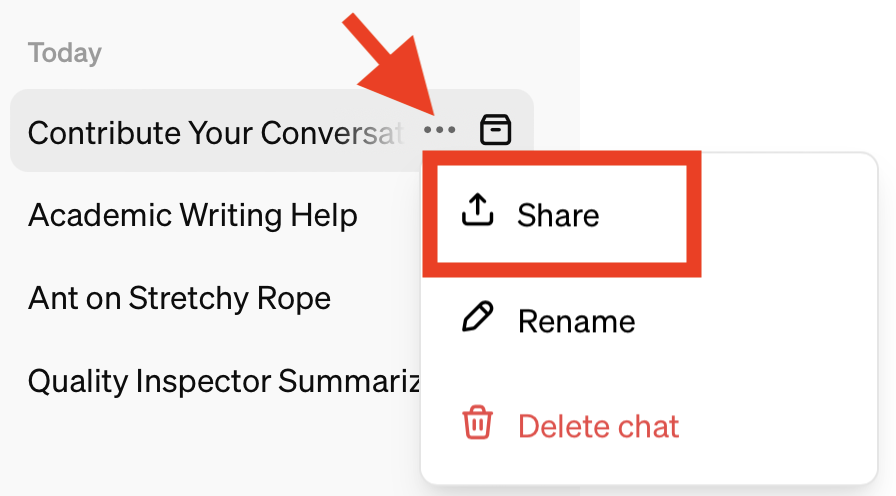 Today
Contribute Your Conversat
Share
Academic Writing Help
Ant on Stretchy Rope
Rename
Quality Inspector Summariz
Delete chat